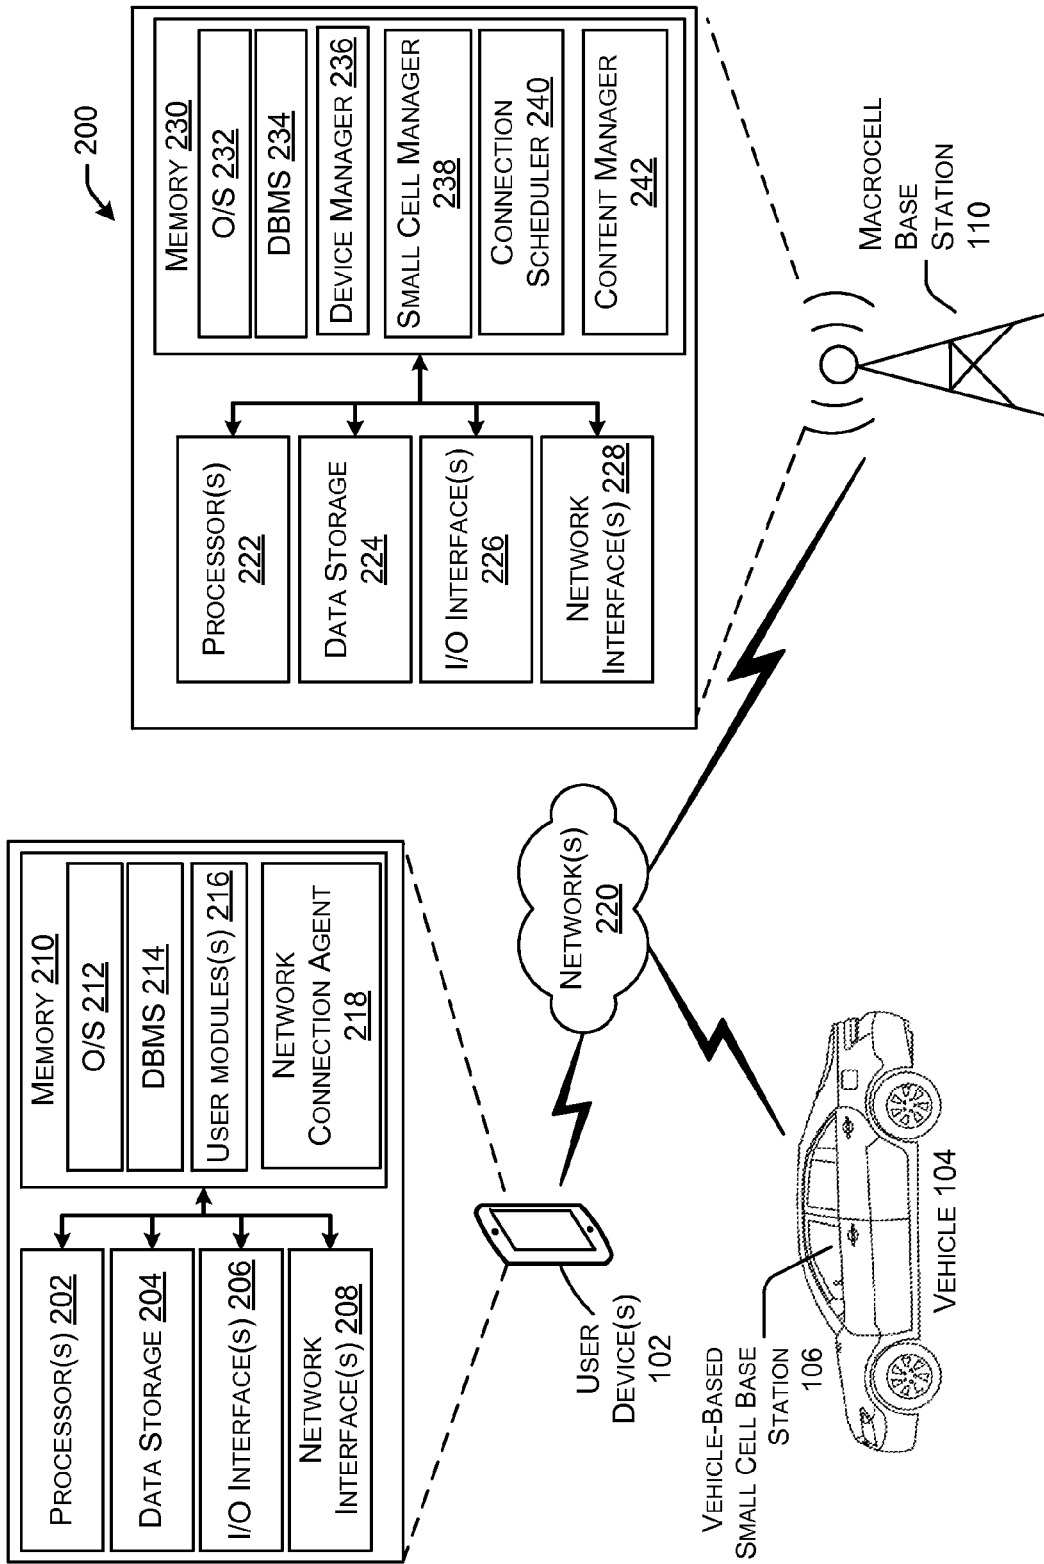 200
PROCESSOR(S) 202
DATA STORAGE 204
I/O INTERFACE(S) 206
NETWORK
INTERFACE(S) 208
MEMORY 210
O/S 212
DBMS 214
USER MODULES(S) 216
NETWORK
CONNECTION AGENT
218
PROCESSOR(S)
222
DATA STORAGE
224
I/O INTERFACE(S)
226
NETWORK
INTERFACE(S) 228
MEMORY 230
O/S 232
DBMS 234
DEVICE MANAGER 236
SMALL CELL MANAGER
238
CONNECTION
SCHEDULER 240
CONTENT MANAGER
242
USER
DEVICE(S)
102
NETWORK(S)
220
VEHICLE-BASED
SMALL CELL BASE
STATION
106
VEHICLE 104
MACROCELL
BASE
STATION
110